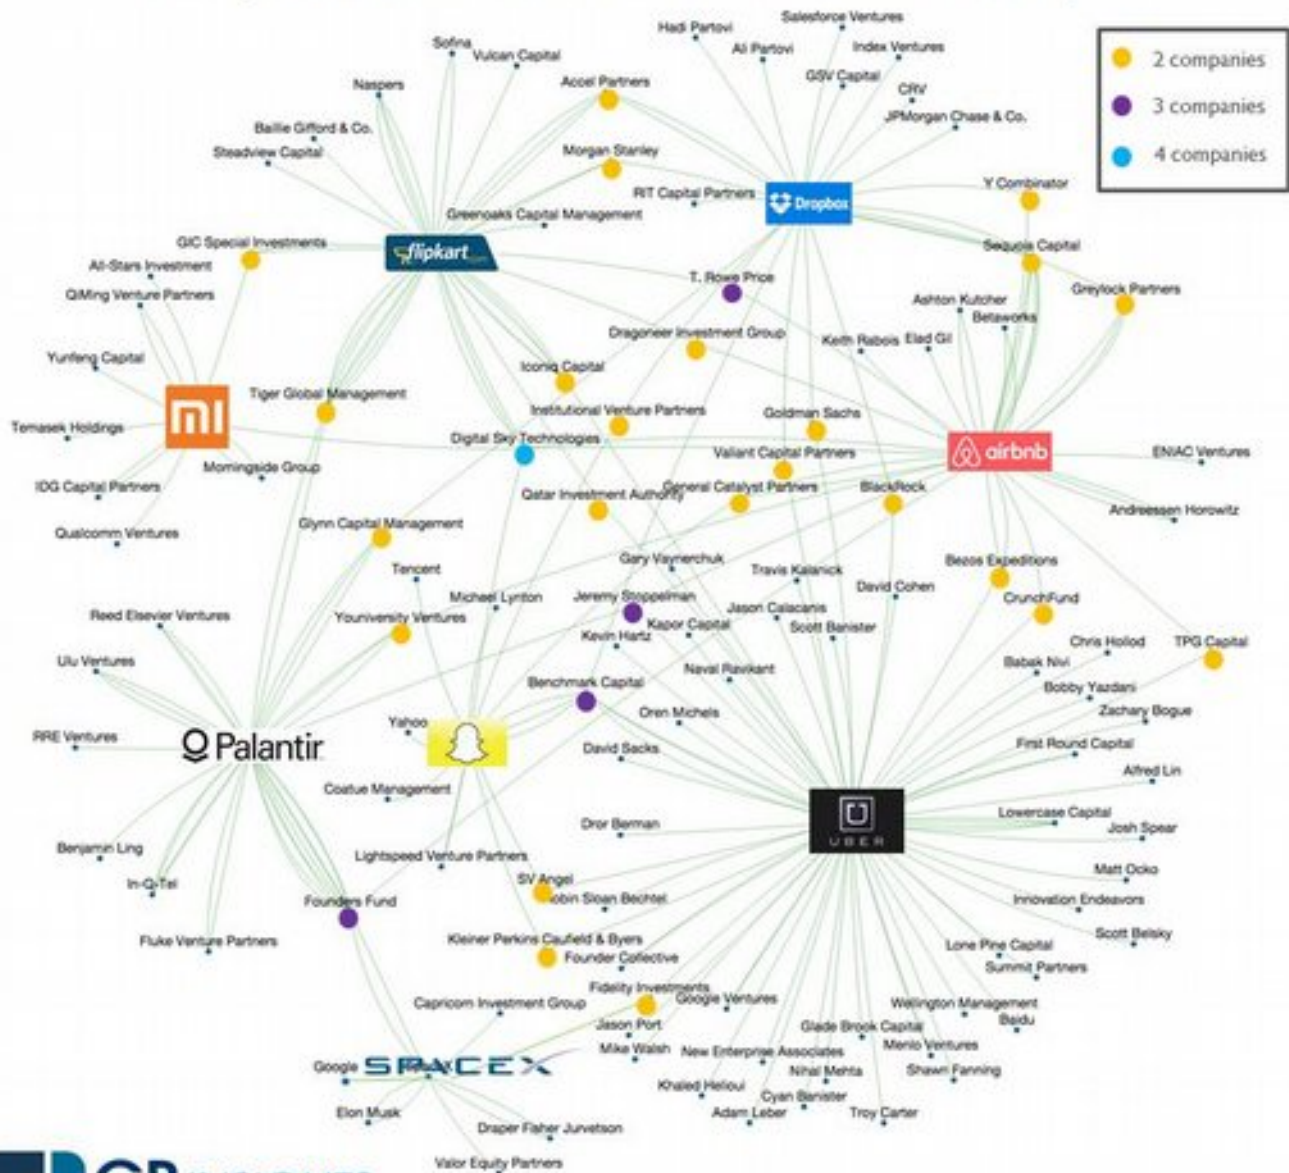 Salesforce Ventures
Hadi Partovi
Sofina
Ali Partovi
Index Ventures
Vulcan Capital
2 companies
GSV Capital
Naspers
Accel Partners
CRV
3 companies
JPMorgan Chase & Co.
Baillie Gifford & Co.
Steadview Capital
Morgan Stanley
4 companies
Y Combinator
RIT Capital Partners
Dropbox
Greenoaks Capital Management
GIC Special Investments
flipkart
Sequoia Capital
All-Stars Investment
T. Rowe Price
QiMing Venture Partners
Ashton Kutcher
Greylock Partners
Betaworks
Dragoneer Investment Group
Keith Rabois
Elad Gil
Yunfeng Capital
Iconiq Capital
Tiger Global Management
MI
Institutional Venture Partners
Goldman Sachs
Temasek Holdings
Digital Sky Technologies
airbnb
Valiant Capital Partners
ENIAC Ventures
Morningside Group
IDG Capital Partners
Qatar Investment Authority
General Catalyst Partners
BlackRock
Andreessen Horowitz
Glynn Capital Management
Qualcomm Ventures
Gary Vaynerchuk
Bezos Expeditions
Tencent
Travis Kalanick
David Cohen
Michael Lynton
Jeremy Stoppelman
CrunchFund
Reed Elsevier Ventures
Youniversity Ventures
Jason Calacanis
Kapor Capital
Scott Banister
Kevin Hartz
Chris Hollod
TPG Capital
Ulu Ventures
Naval Ravikant
Babak Nivi
Benchmark Capital
Bobby Yazdani
Oren Michels
Zachary Bogue
Yahoo
RRE Ventures
Palantir
David Sacks
First Round Capital
Alfred Lin
Coatue Management
Lowercase Capital
Dror Berman
UBER
Josh Spear
Benjamin Ling
Lightspeed Venture Partners
Matt Ocko
In-Q-Tel
SV Angel
Founders Fund
obin Sloan Bechtel
Innovation Endeavors
Fluke Venture Partners
Kleiner Perkins Caufield & Byers
Scott Belsky
Founder Collective
Lone Pine Capital
Summit Partners
Fidelity Investments
Google Ventures
Capricorn Investment Group
Wellington Management
Jason Port
Glade Brook Capital
Baidu
Mike Walsh
New Enterprise Associates
Menlo Ventures
Google
SPACEX
Nihal Mehta
Shawn Fanning
Khaled Helioui
Cyan Banister
Elon Musk
Adam Leber
Troy Carter
Draper Fisher Jurvetson
Valor Equity Partners